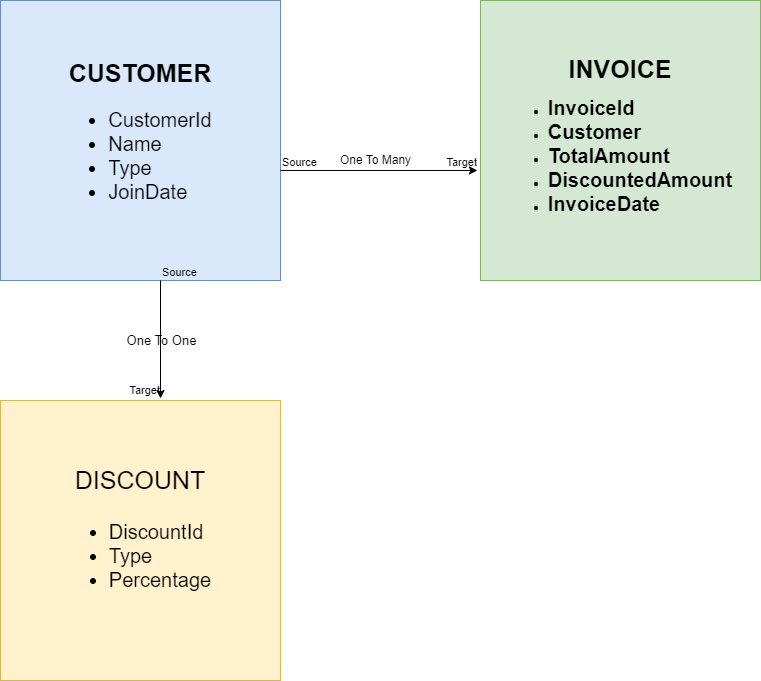 CUSTOMER
CustomerId
Name
Type
JoinDate
Source
One To Many
Target
INVOICE
InvoiceId
Customer
TotalAmount
DiscountedAmount
InvoiceDate
Source
One To One
Target
DISCOUNT
DiscountId
Type
Percentage